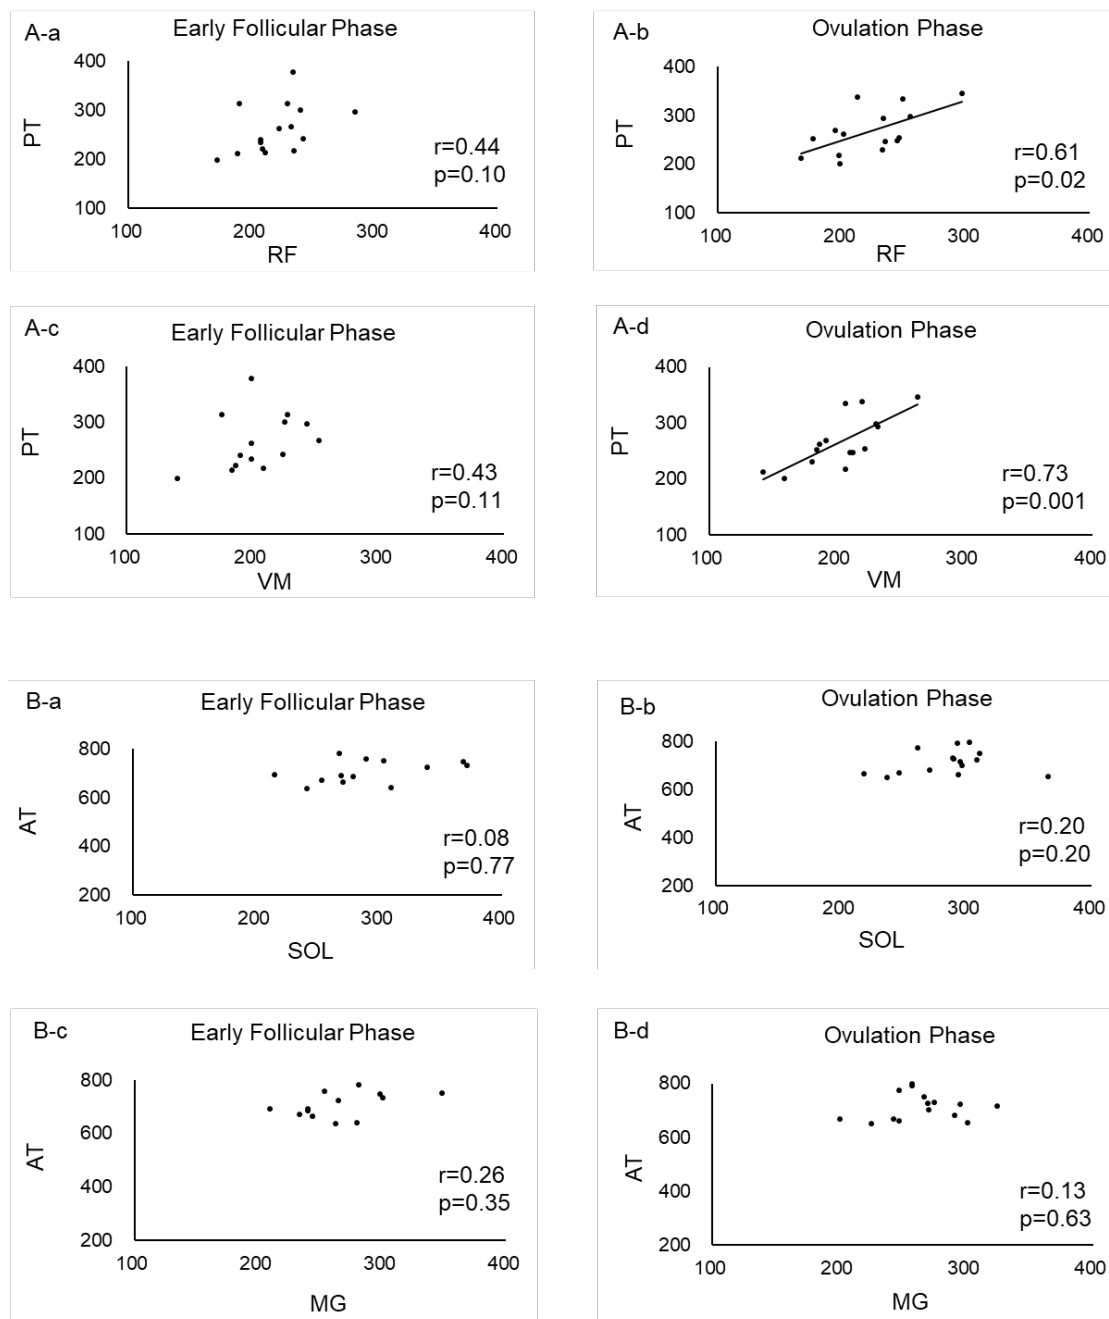 A-a
Early Follicular Phase
400
300
200
100
PT
r=0.44
p=0.10
100 200 300 400
RF
A-b
Ovulation Phase
400
300
200
100
PT
r=0.61
p=0.02
100 200 300 400
RF
A-c
Early Follicular Phase
400
300
200
100
PT
r=0.43
p=0.11
100 200 300 400
VM
A-d
Ovulation Phase
400
300
200
100
PT
r=0.73
p=0.001
100 200 300 400
VM
B-a
Early Follicular Phase
800
600
400
200
AT
r=0.08
p=0.77
100 200 300 400
SOL
B-b
Ovulation Phase
800
600
400
200
AT
r=0.20
p=0.20
100 200 300 400
SOL
B-c
Early Follicular Phase
800
600
400
200
AT
r=0.26
p=0.35
100 200 300 400
MG
B-d
Ovulation Phase
800
600
400
200
AT
r=0.13
p=0.63
100 200 300 400
MG